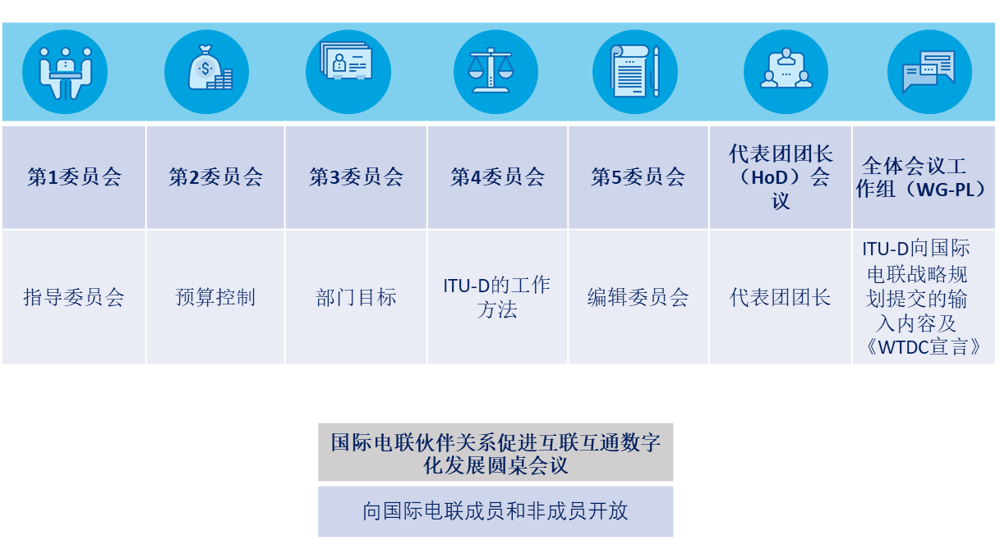 第1委员会
第2委员会
第3委员会
第4委员会
第5委员会
代表团团长
（HoD）会
议
全体会议工
作组（WG-PL）
指导委员会
预算控制
部门目标
ITU-D的工作
方法
编辑委员会
代表团团长
ITU-D向国际
电联战略规
划提交的输
入内容及
《WTDC宣言》
国际电联伙伴关系促进互联互通数字
化发展圆桌会议
向国际电联成员和非成员开放